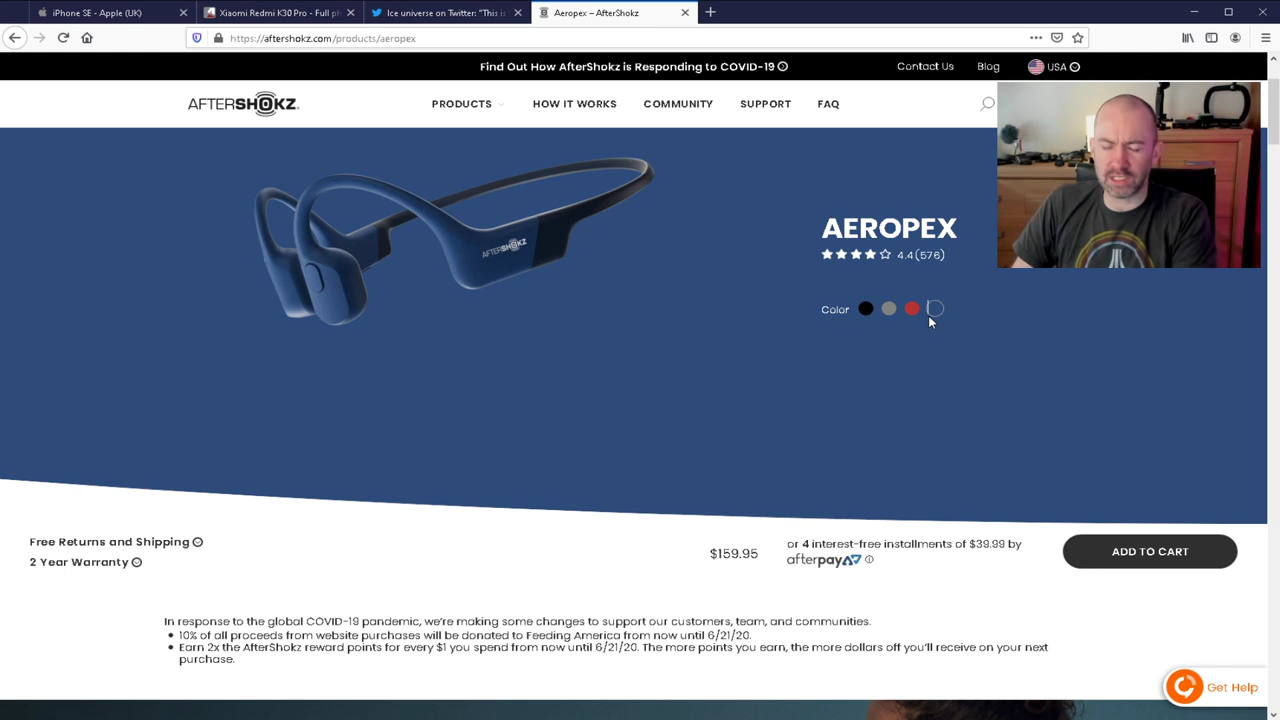 iPhone SE - Apple (UK)
Xiaomi Redmi K30 Pro - Full ph
Ice universe on Twitter: "This is
Aeropex – AfterShokz
https://aftershokz.com/products/aeropex
Find Out How AfterShokz is Responding to COVID-19
Contact Us
Blog
USA
AFTERSHOKZ
PRODUCTS
HOW IT WORKS
COMMUNITY
SUPPORT
FAQ
AFTERSHOKZ
AEROPEX
4.4(576)
Color
Free Returns and Shipping
2 Year Warranty
$159.95
or 4 interest-free installments of $39.99 by
afterpay
ADD TO CART
In response to the global COVID-19 pandemic, we're making some changes to support our customers, team, and communities.
10% of all proceeds from website purchases will be donated to Feeding America from now until 6/21/20.
Earn 2x the AfterShokz reward points for every $1 you spend from now until 6/21/20. The more points you earn, the more dollars off you'll receive on your next
purchase.
Get Help